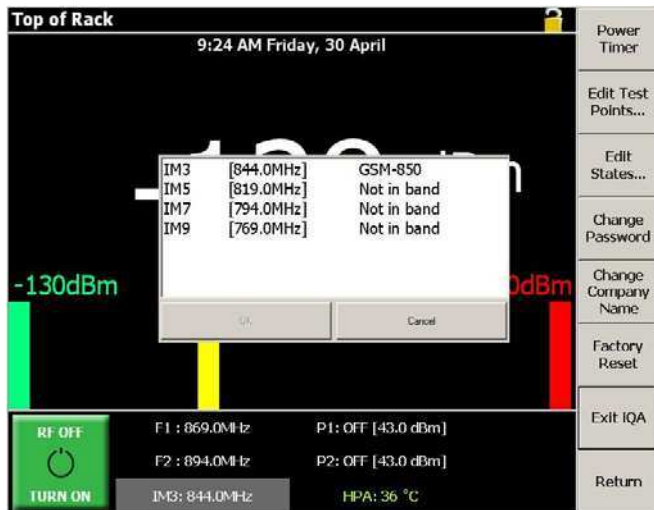 Top of Rack
9:24 AM Friday, 30 April
IM3 [844.0MHz] GSM-850
IM5 [819.0MHz] Not in band
IM7 [794.0MHz] Not in band
IM9 [769.0MHz] Not in band
OK
Cancel
-130dBm
0dBm
RF OFF
TURN ON
F1 : 869.0MHz
P1: OFF [43.0 dBm]
F2 : 894.0MHz
P2: OFF [43.0 dBm]
IM3: 844.0MHz
HPA: 36 °C
Power
Timer
Edit Test
Points...
Edit
States...
Change
Password
Change
Company
Name
Factory
Reset
Exit IQA
Return